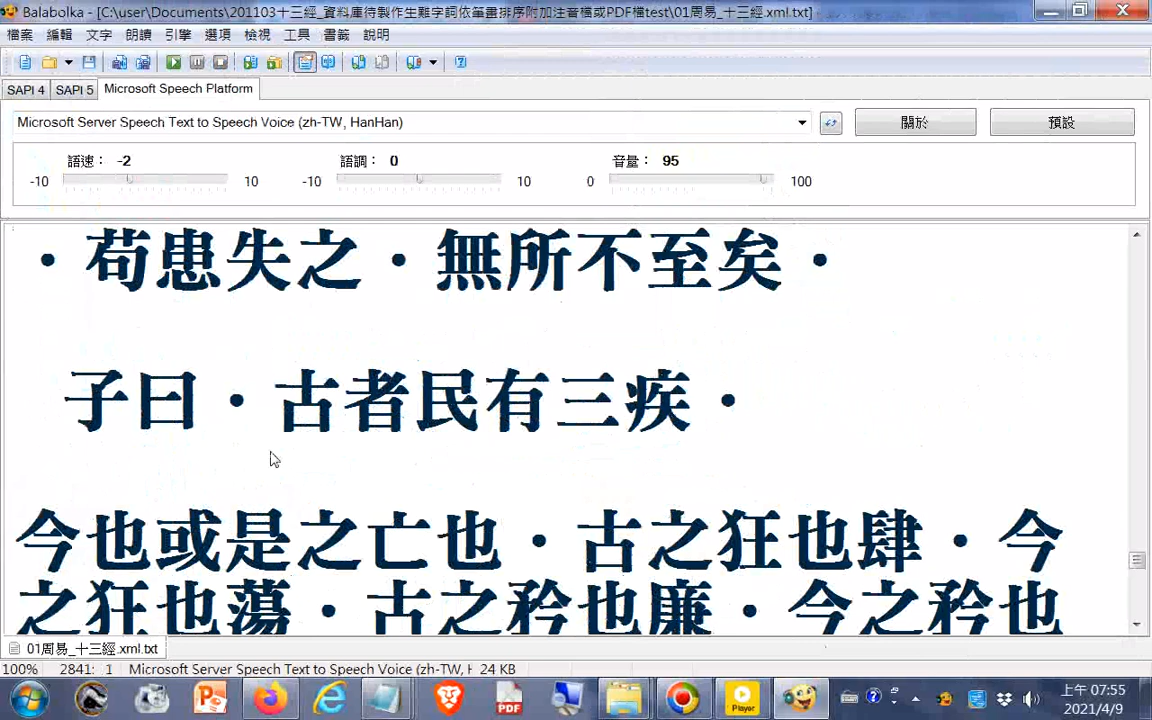 Balabolka - [C:\user\Documents\201103十三經_資料庫待製作生難字詞依筆畫排序附加注音檔或PDF檔test\01周易_十三經.xml.txt]
檔案 編輯 文字 朗讀 引擎 選項 檢視 工具 書籤 說明
SAPI 4 SAPI 5 Microsoft Speech Platform
Microsoft Server Speech Text to Speech Voice (zh-TW, HanHan) 關於 預設
語速： -2 語調： 0 音量： 95
-10 10 -10 10 0 100
・苟患失之・無所不至矣・
子曰・古者民有三疾・
今也或是之亡也・古之狂也肆・今
之狂也蕩・古之矜也廉・今之矜也
01周易_十三經.xml.txt
100% 2841: 1 Microsoft Server Speech Text to Speech Voice (zh-TW, H 24 KB
PDF Player
上午 07:55
2021/4/9